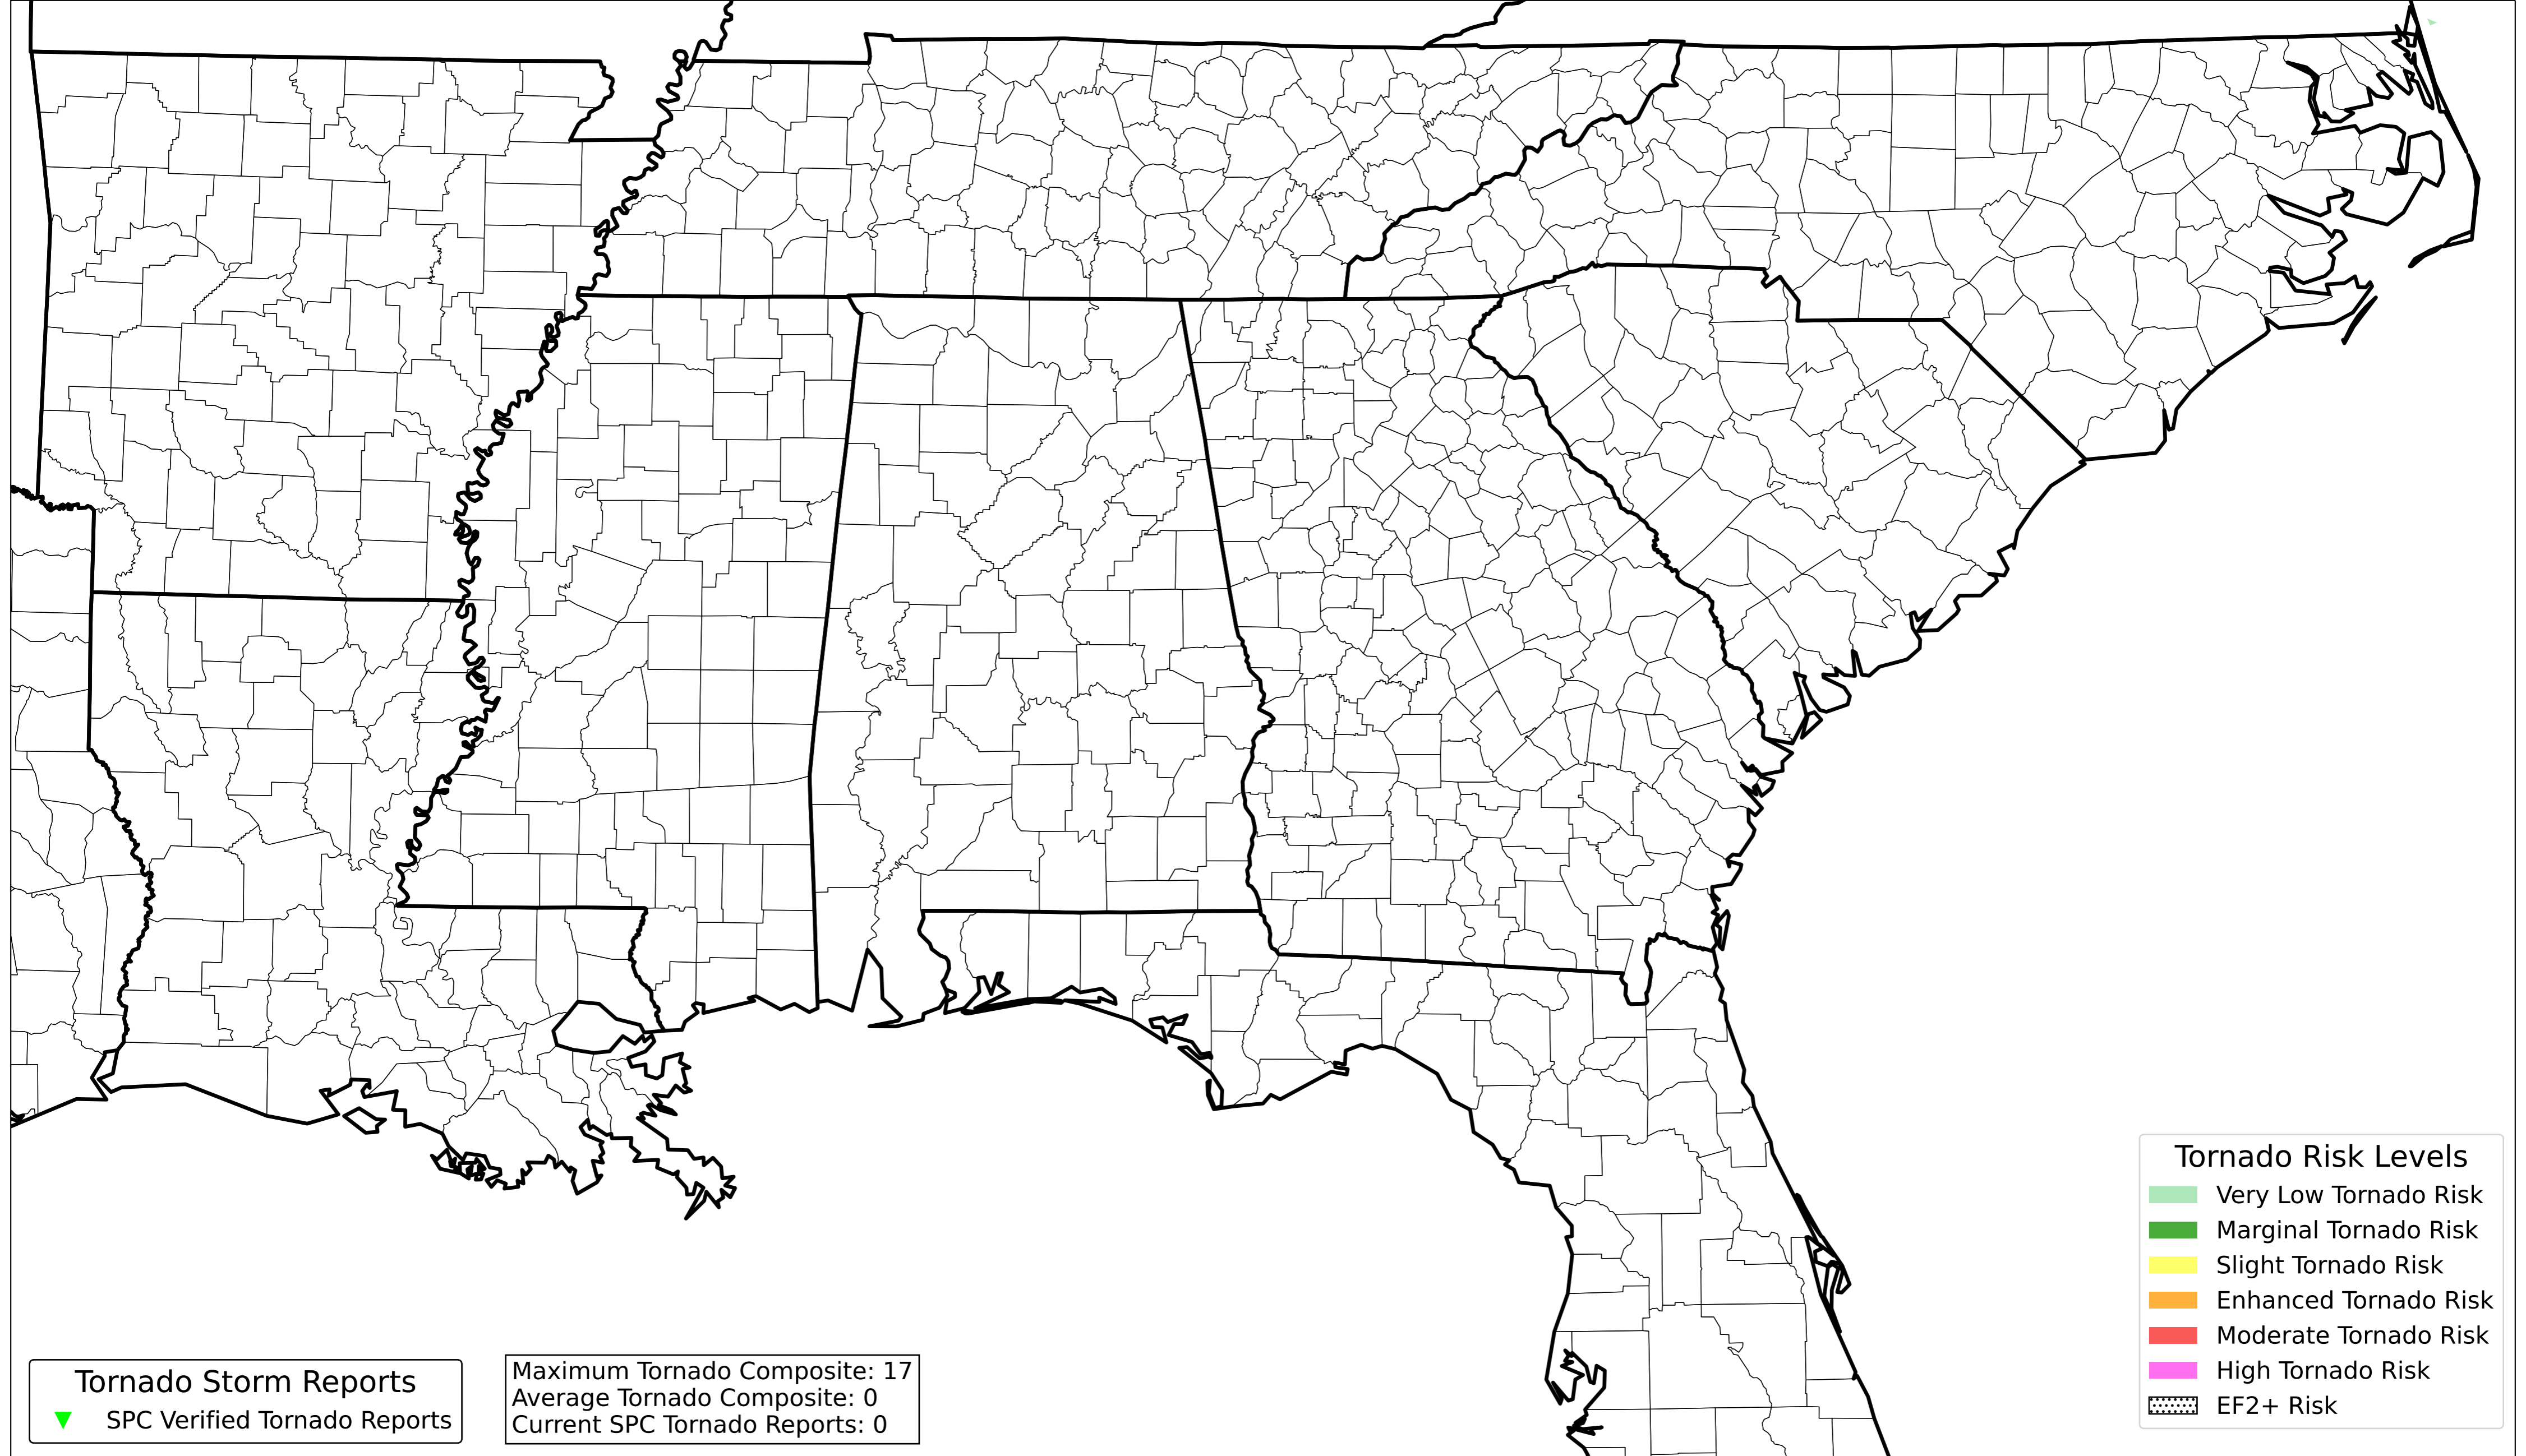 Tornado Storm Reports
SPC Verified Tornado Reports
Maximum Tornado Composite: 17
Average Tornado Composite: 0
Current SPC Tornado Reports: 0
Tornado Risk Levels
Very Low Tornado Risk
Marginal Tornado Risk
Slight Tornado Risk
Enhanced Tornado Risk
Moderate Tornado Risk
High Tornado Risk
EF2+ Risk